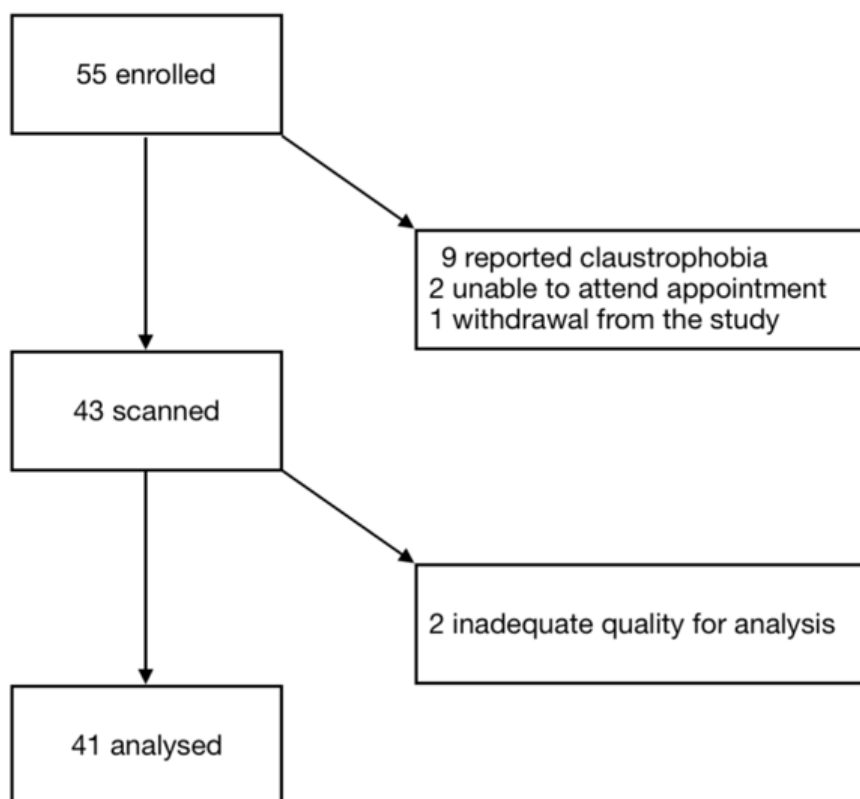 55 enrolled
9 reported claustrophobia
2 unable to attend appointment
1 withdrawal from the study
43 scanned
2 inadequate quality for analysis
41 analysed